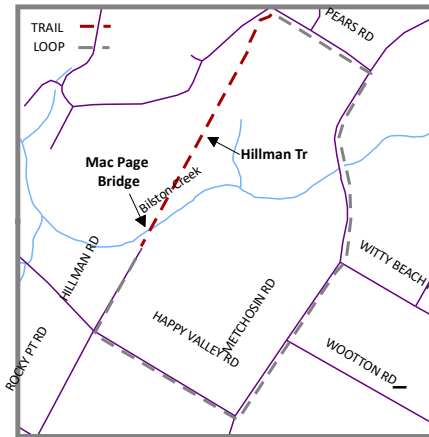 TRAIL
LOOP
PEARS RD
Hillman Tr
Mac Page
Bridge
Bilston Creek
HILLMAN RD
WITTY BEACH
METCHOSIN RD
HAPPY VALLEY RD
ROCKY PT RD
WOOTTON RD